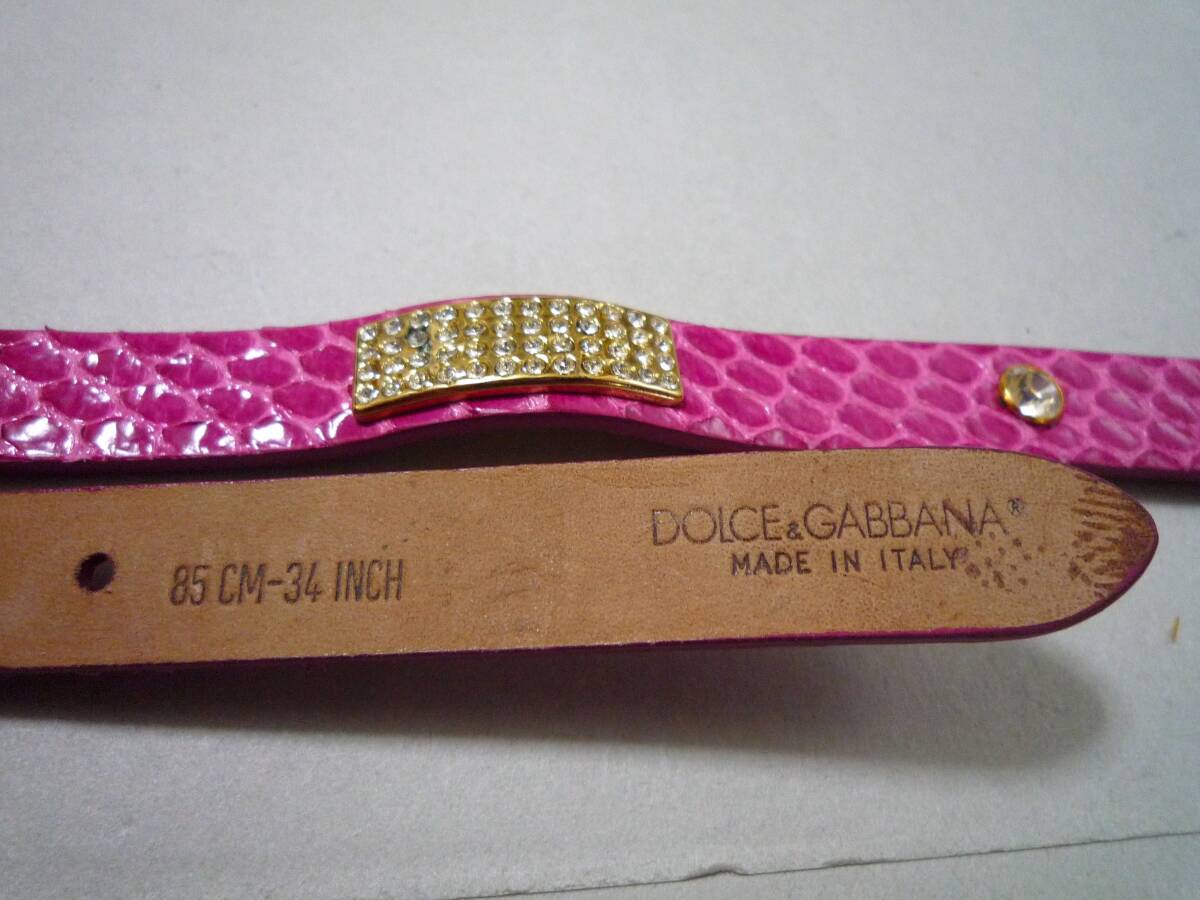 DOLCE&GABBANA®
MADE IN ITALY
85 CM-34 INCH